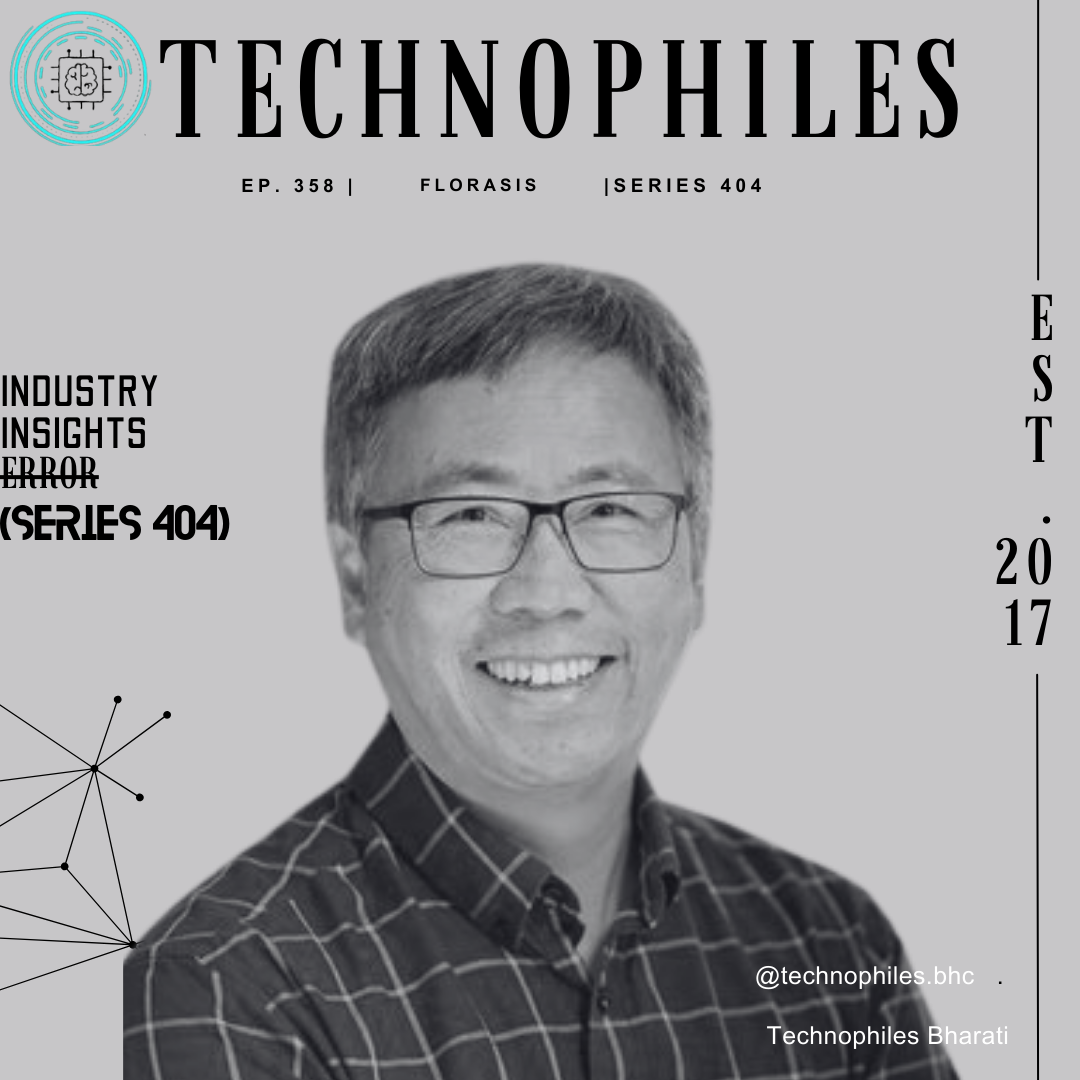 TECHNOPHILES
EP. 358 | FLORASIS |SERIES 404
INDUSTRY
INSIGHTS
ERROR
(SERIES 404)
E
S
T
.
20
17
@technophiles.bhc .
Technophiles Bharati